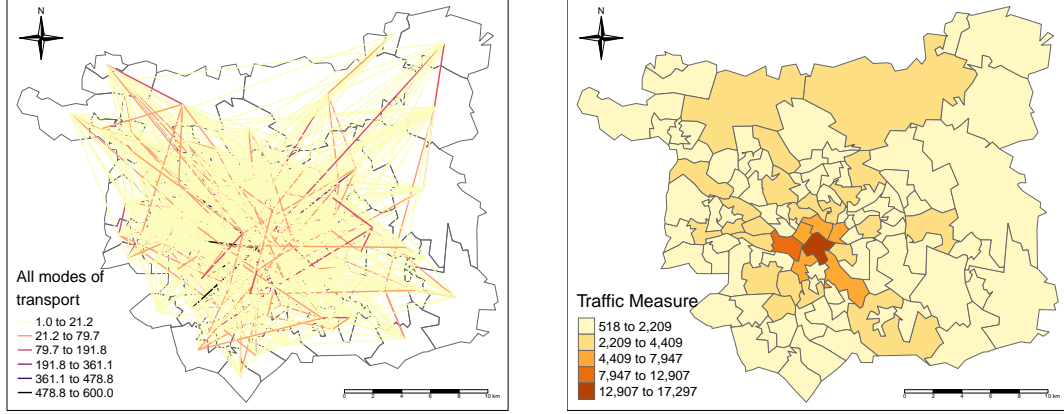 N
All modes of
transport
1.0 to 21.2
21.2 to 79.7
79.7 to 191.8
191.8 to 361.1
361.1 to 478.8
478.8 to 600.0
0 2 4 6 8 10 km
N
Traffic Measure
518 to 2,209
2,209 to 4,409
4,409 to 7,947
7,947 to 12,907
12,907 to 17,297
0 2 4 6 8 10 km